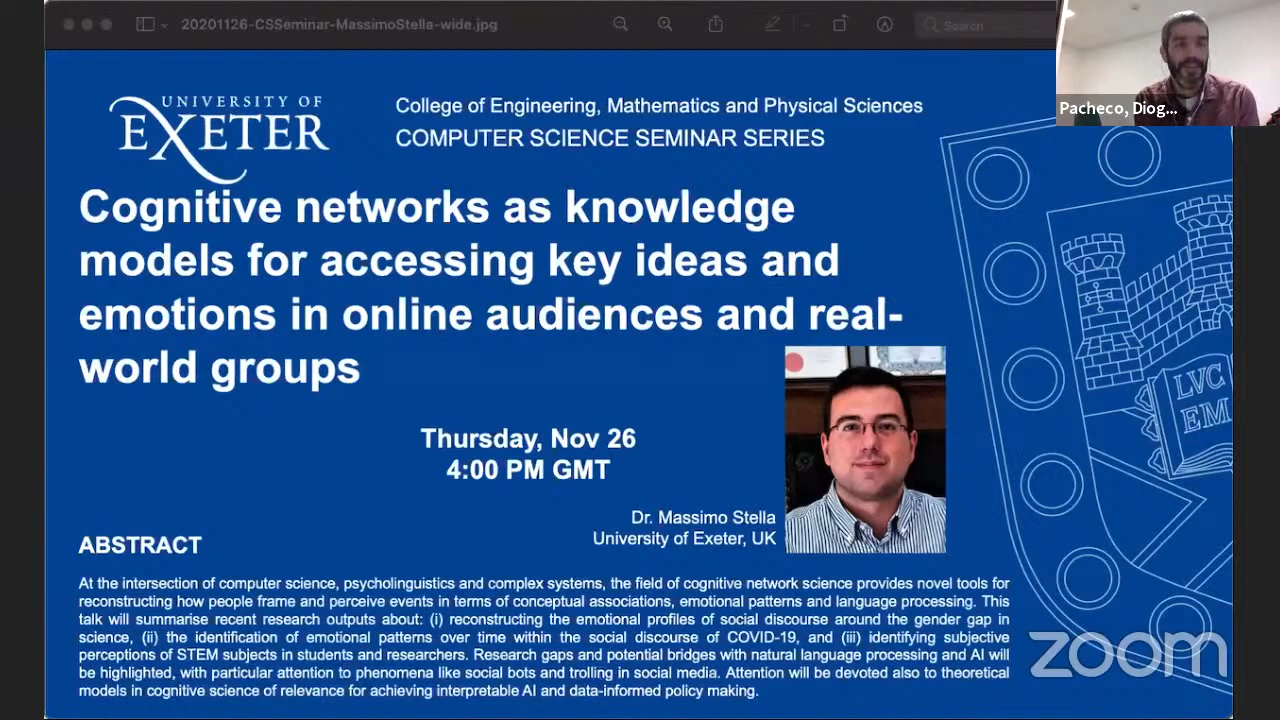 20201126-CSSeminar-MassimoStella-wide.jpg
Search
Pacheco, Diog...
UNIVERSITY OF
EXETER
College of Engineering, Mathematics and Physical Sciences
COMPUTER SCIENCE SEMINAR SERIES
Cognitive networks as knowledge
models for accessing key ideas and
emotions in online audiences and real-
world groups
Thursday, Nov 26
4:00 PM GMT
Dr. Massimo Stella
University of Exeter, UK
LVC
EM
ABSTRACT
At the intersection of computer science, psycholinguistics and complex systems, the field of cognitive network science provides novel tools for
reconstructing how people frame and perceive events in terms of conceptual associations, emotional patterns and language processing. This
talk will summarise recent research outputs about: (i) reconstructing the emotional profiles of social discourse around the gender gap in
science, (ii) the identification of emotional patterns over time within the social discourse of COVID-19, and (iii) identifying subjective
perceptions of STEM subjects in students and researchers. Research gaps and potential bridges with natural language processing and AI will
be highlighted, with particular attention to phenomena like social bots and trolling in social media. Attention will be devoted also to theoretical
models in cognitive science of relevance for achieving interpretable AI and data-informed policy making.
zoom